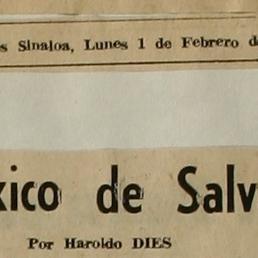 s Sinaloa, Lunes 1 de Febrero d
xico de Salv
Por Haroldo DIES